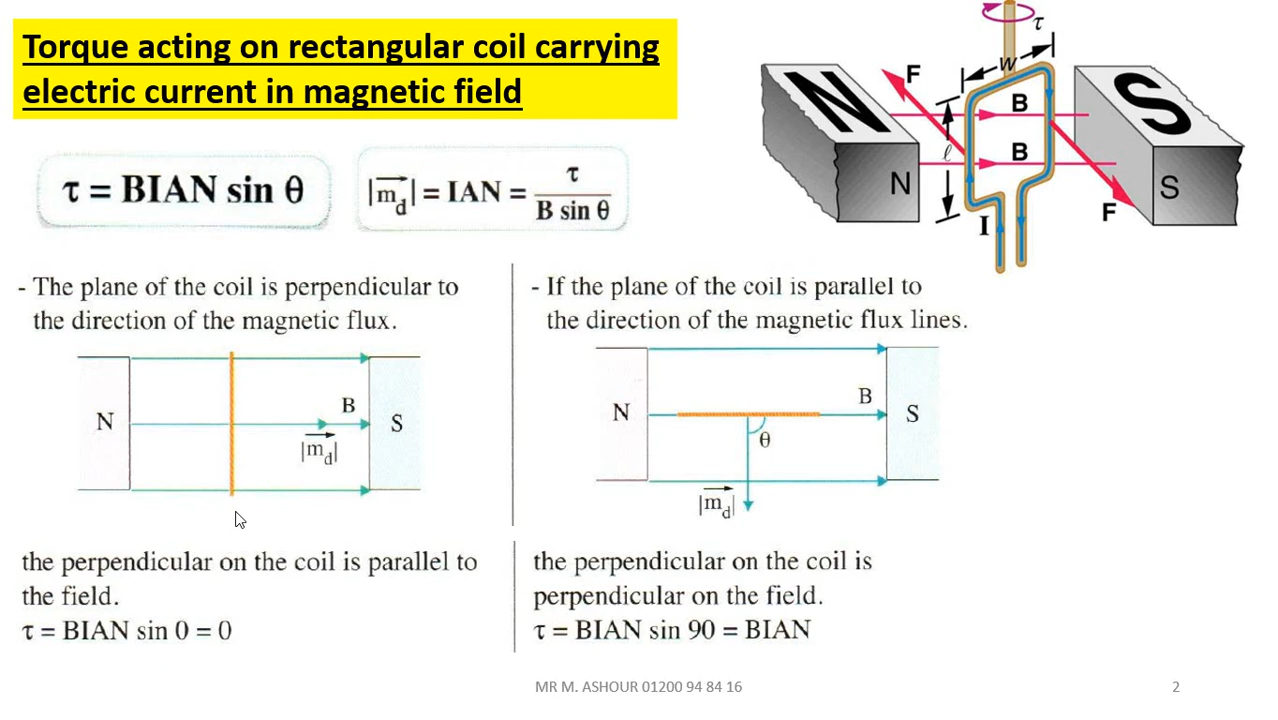 Torque acting on rectangular coil carrying
electric current in magnetic field
τ = BIAN sin θ
|m⃗d| = IAN = τ / B sin θ
τ
w
F
N
S
B
ℓ
B
N
S
F
I
- The plane of the coil is perpendicular to
the direction of the magnetic flux.
N
B
S
|m⃗d|
the perpendicular on the coil is parallel to
the field.
τ = BIAN sin 0 = 0
- If the plane of the coil is parallel to
the direction of the magnetic flux lines.
N
B
S
θ
|m⃗d|
the perpendicular on the coil is
perpendicular on the field.
τ = BIAN sin 90 = BIAN
MR M. ASHOUR 01200 94 84 16
2